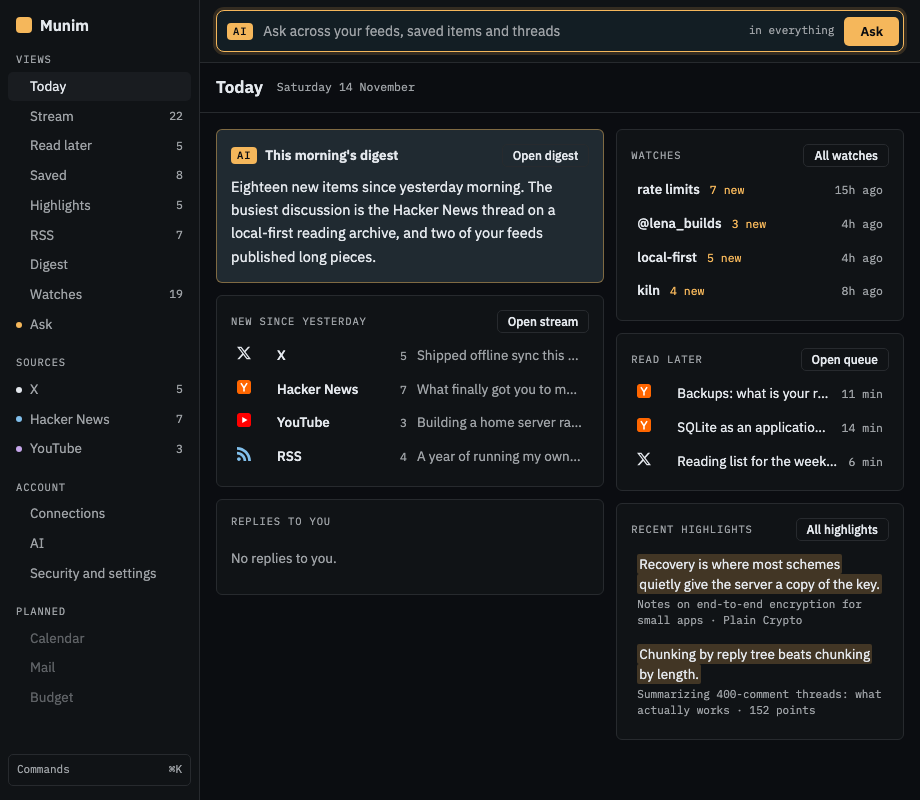 Munim
VIEWS
Today
Stream 22
Read later 5
Saved 8
Highlights 5
RSS 7
Digest
Watches 19
Ask
SOURCES
X 5
Hacker News 7
YouTube 3
ACCOUNT
Connections
AI
Security and settings
PLANNED
Calendar
Mail
Budget
Commands ⌘K
AI Ask across your feeds, saved items and threads in everything Ask
Today Saturday 14 November
AI This morning's digest Open digest
Eighteen new items since yesterday morning. The
busiest discussion is the Hacker News thread on a
local-first reading archive, and two of your feeds
published long pieces.
NEW SINCE YESTERDAY Open stream
X 5 Shipped offline sync this ...
Hacker News 7 What finally got you to m...
YouTube 3 Building a home server ra...
RSS 4 A year of running my own...
REPLIES TO YOU
No replies to you.
WATCHES All watches
rate limits 7 new 15h ago
@lena_builds 3 new 4h ago
local-first 5 new 4h ago
kiln 4 new 8h ago
READ LATER Open queue
Y Backups: what is your r... 11 min
Y SQLite as an applicatio... 14 min
X Reading list for the week... 6 min
RECENT HIGHLIGHTS All highlights
Recovery is where most schemes
quietly give the server a copy of the key.
Notes on end-to-end encryption for
small apps · Plain Crypto
Chunking by reply tree beats chunking
by length.
Summarizing 400-comment threads: what
actually works · 152 points